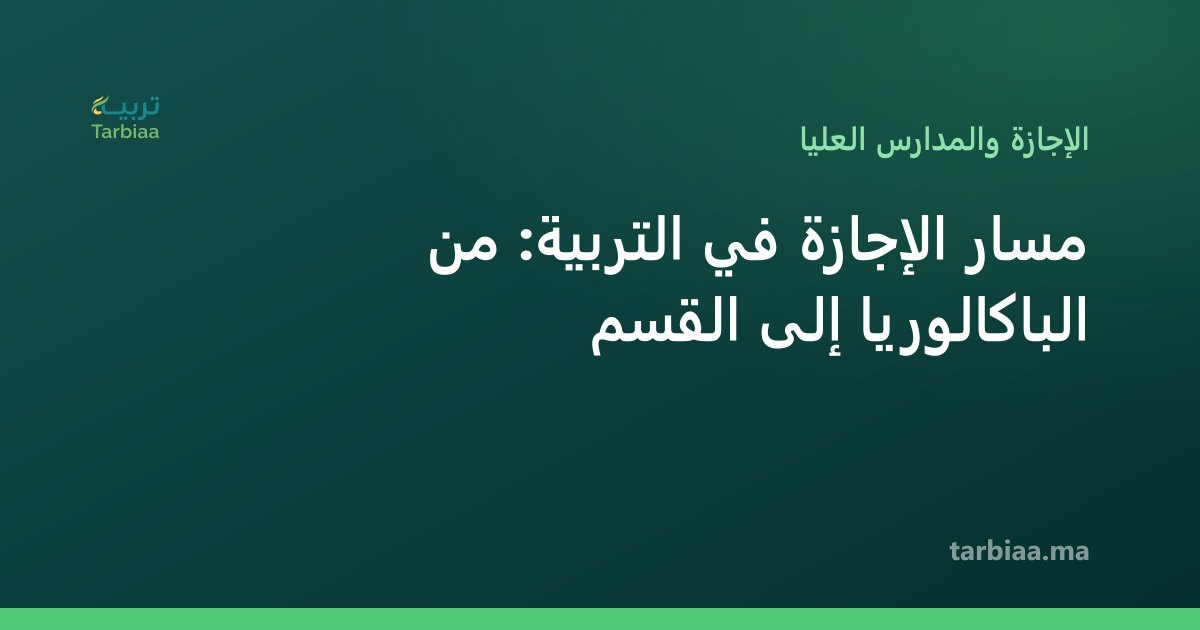 تربية
Tarbiaa
الإجازة والمدارس العليا
مسار الإجازة في التربية: من
الباكالوريا إلى القسم
tarbiaa.ma